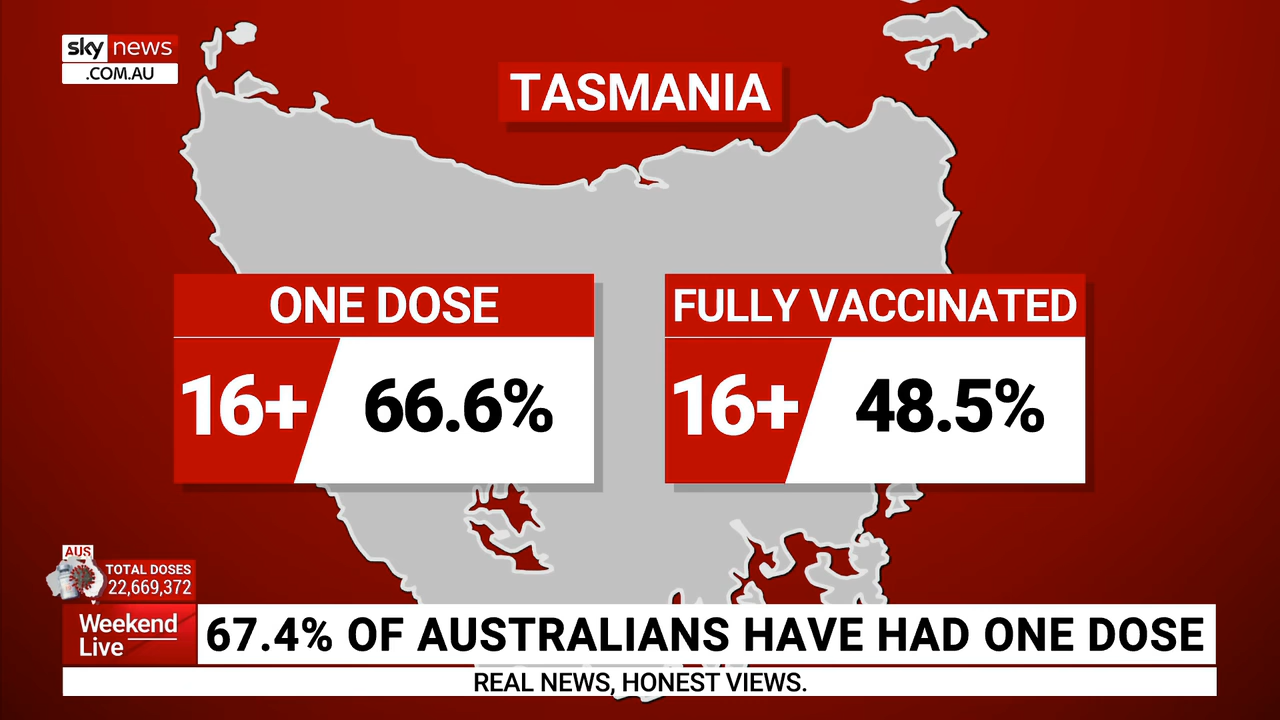 sky news
.COM.AU
TASMANIA
ONE DOSE
16+ 66.6%
FULLY VACCINATED
16+ 48.5%
AUS
TOTAL DOSES
22,669,372
Weekend
Live
67.4% OF AUSTRALIANS HAVE HAD ONE DOSE
REAL NEWS, HONEST VIEWS.